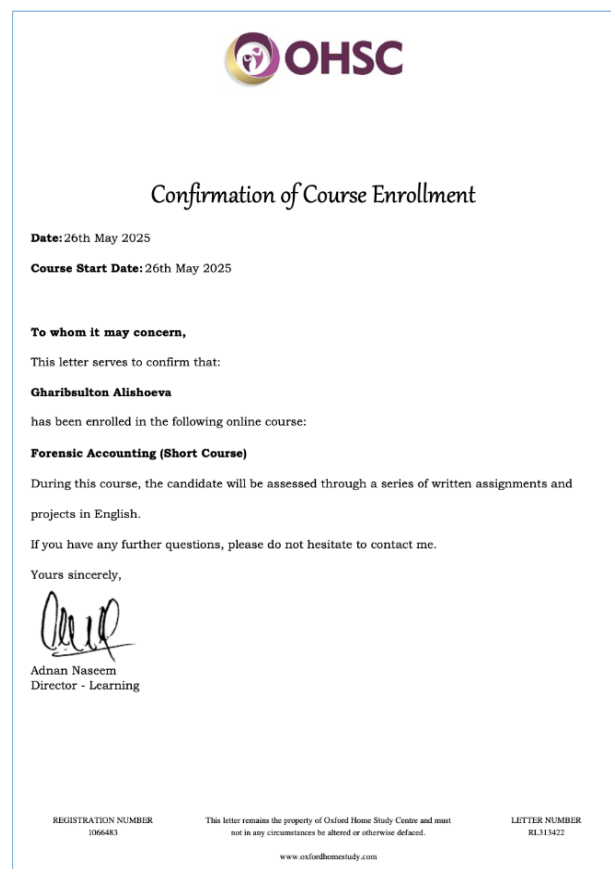 OHSC
Confirmation of Course Enrollment
Date: 26th May 2025
Course Start Date: 26th May 2025
To whom it may concern,
This letter serves to confirm that:
Gharibsulton Alishoeva
has been enrolled in the following online course:
Forensic Accounting (Short Course)
During this course, the candidate will be assessed through a series of written assignments and
projects in English.
If you have any further questions, please do not hesitate to contact me.
Yours sincerely,
Adnan Naseem
Director - Learning
REGISTRATION NUMBER
1066483
This letter remains the property of Oxford Home Study Centre and must
not in any circumstances be altered or otherwise defaced.
LETTER NUMBER
RL313422
www.oxfordhomestudy.com